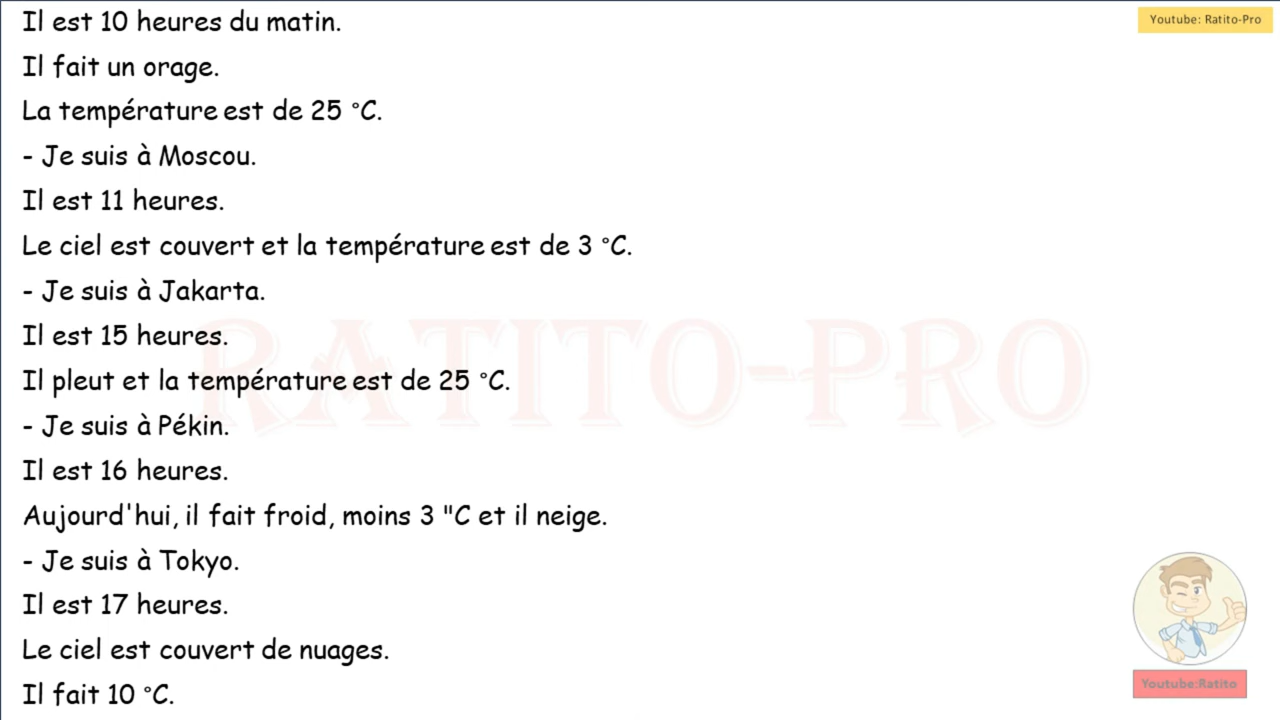 Il est 10 heures du matin.
Youtube: Ratito-Pro
Il fait un orage.
La température est de 25 °C.
- Je suis à Moscou.
Il est 11 heures.
Le ciel est couvert et la température est de 3 °C.
- Je suis à Jakarta.
Il est 15 heures.
RATITO-PRO
Il pleut et la température est de 25 °C.
- Je suis à Pékin.
Il est 16 heures.
Aujourd'hui, il fait froid, moins 3 "C et il neige.
- Je suis à Tokyo.
Il est 17 heures.
Le ciel est couvert de nuages.
Il fait 10 °C.
Youtube:Ratito